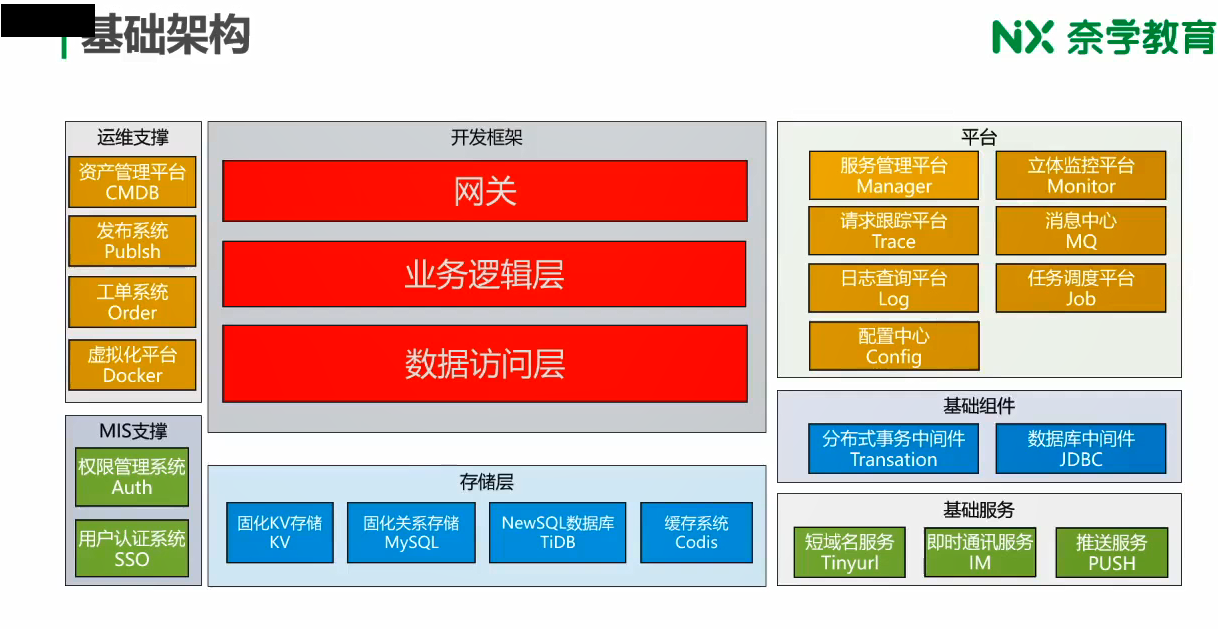 基础架构
NX 奈学教育
运维支撑
资产管理平台
CMDB
发布系统
Publsh
工单系统
Order
虚拟化平台
Docker
MIS支撑
权限管理系统
Auth
用户认证系统
SSO
开发框架
网关
业务逻辑层
数据访问层
存储层
固化KV存储
KV
固化关系存储
MySQL
NewSQL数据库
TiDB
缓存系统
Codis
平台
服务管理平台
Manager
立体监控平台
Monitor
请求跟踪平台
Trace
消息中心
MQ
日志查询平台
Log
任务调度平台
Job
配置中心
Config
基础组件
分布式事务中间件
Transation
数据库中间件
JDBC
基础服务
短域名服务
Tinyurl
即时通讯服务
IM
推送服务
PUSH